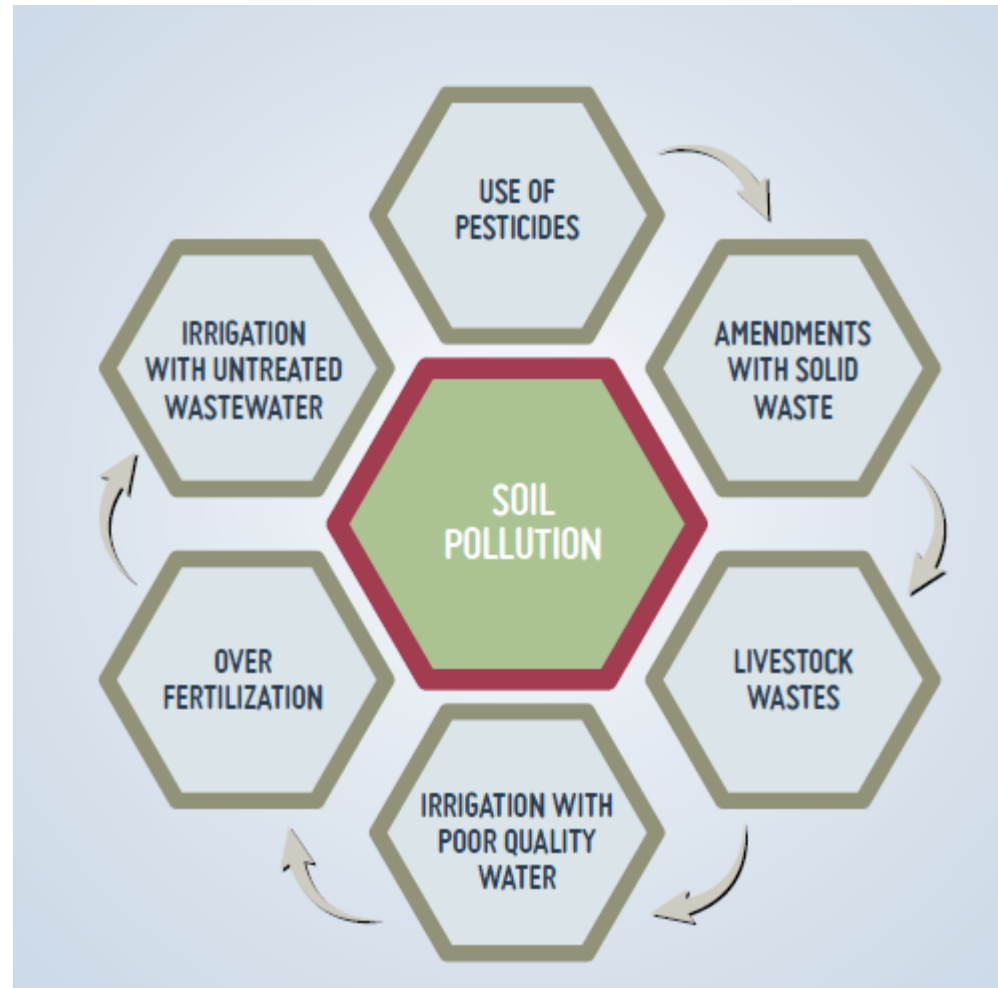 USE OF
PESTICIDES
AMENDMENTS
WITH SOLID
WASTE
LIVESTOCK
WASTES
IRRIGATION WITH
POOR QUALITY
WATER
OVER
FERTILIZATION
IRRIGATION
WITH UNTREATED
WASTEWATER
SOIL
POLLUTION